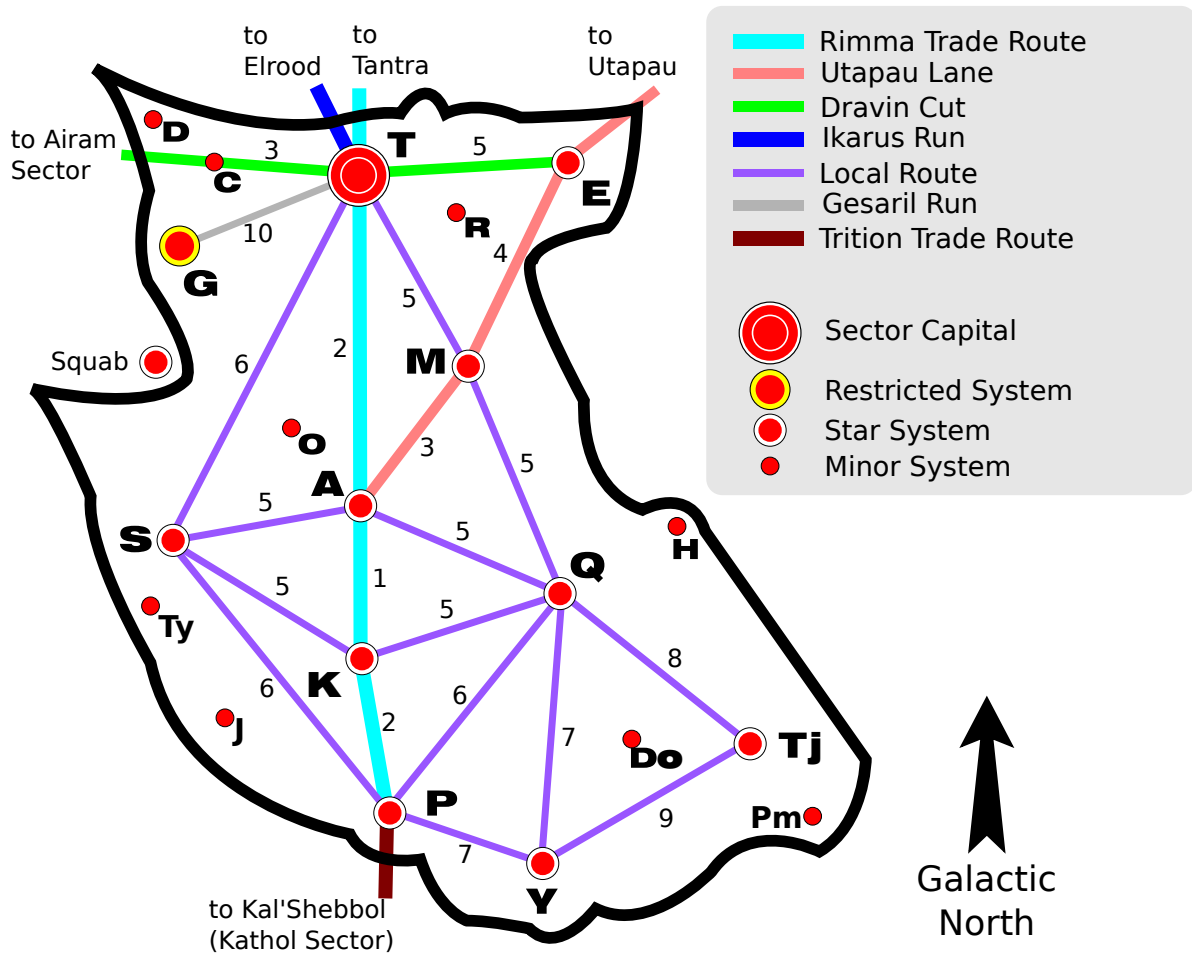 to
Elrood
to
Tantra
to
Utapau
Rimma Trade Route
Utapau Lane
Dravin Cut
Ikarus Run
Local Route
Gesaril Run
Trition Trade Route
Sector Capital
Restricted System
Star System
Minor System
to Airam
Sector
D
3
T
5
C
E
R
10
4
G
5
2
Squab
6
M
O
3
A
5
5
5
S
H
Q
1
5
5
Ty
8
K
6
6
J
2
7
Do
Tj
P
9
Pm
7
Y
to Kal'Shebbol
(Kathol Sector)
Galactic
North